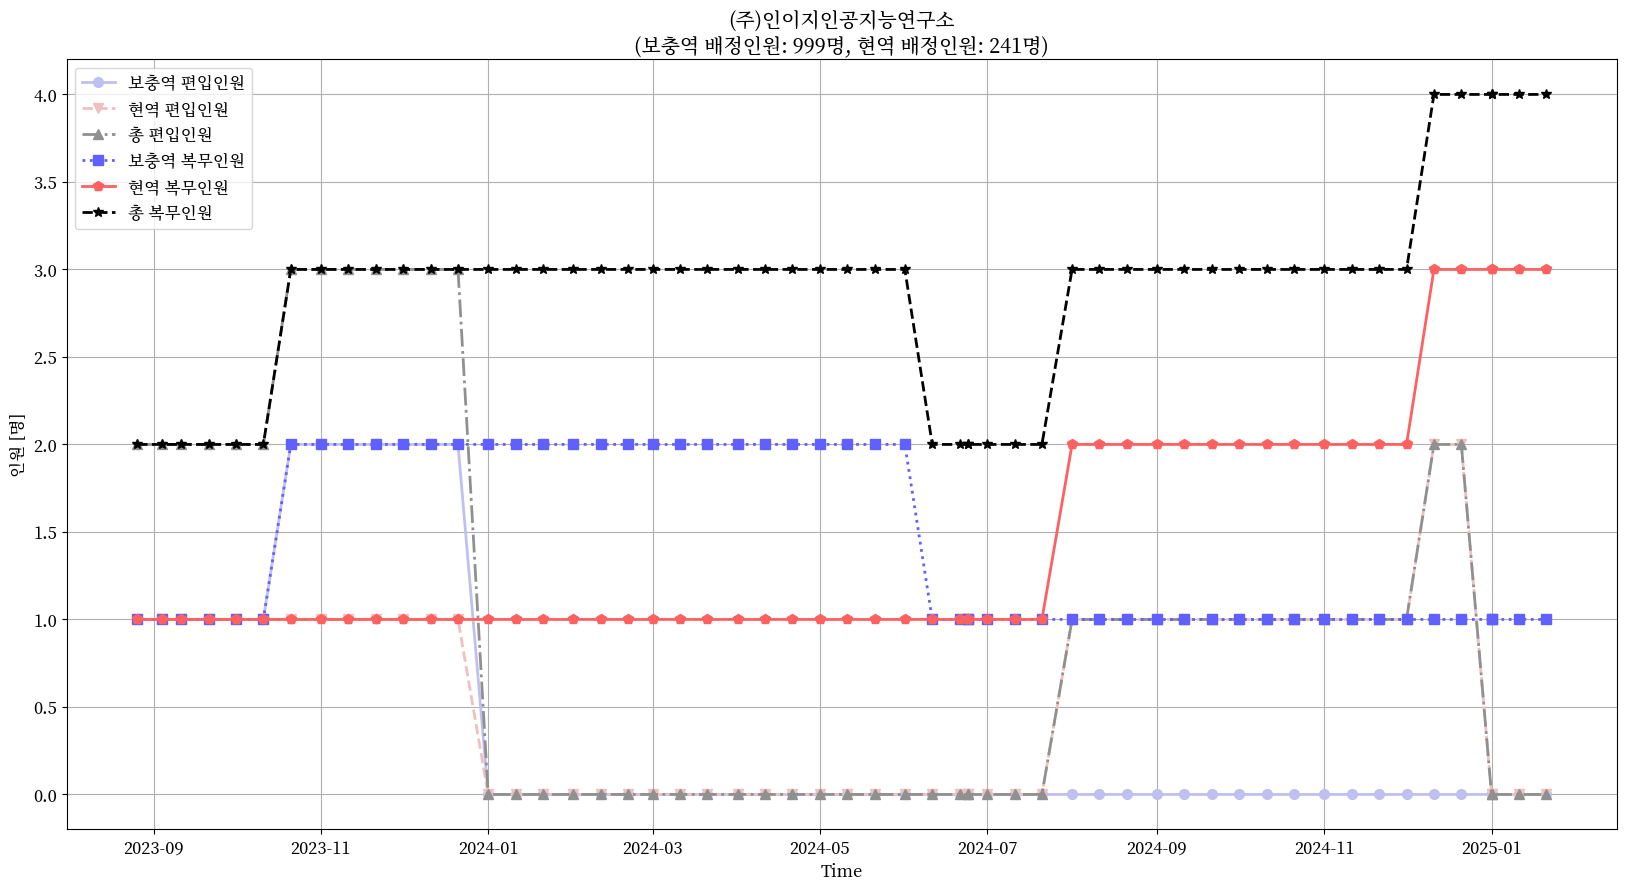 (주)인이지인공지능연구소
(보충역 배정인원: 999명, 현역 배정인원: 241명)
보충역 편입인원
현역 편입인원
총 편입인원
보충역 복무인원
현역 복무인원
총 복무인원
4.0
3.5
3.0
2.5
2.0
1.5
1.0
0.5
0.0
인원 [명]
2023-09
2023-11
2024-01
2024-03
2024-05
2024-07
2024-09
2024-11
2025-01
Time